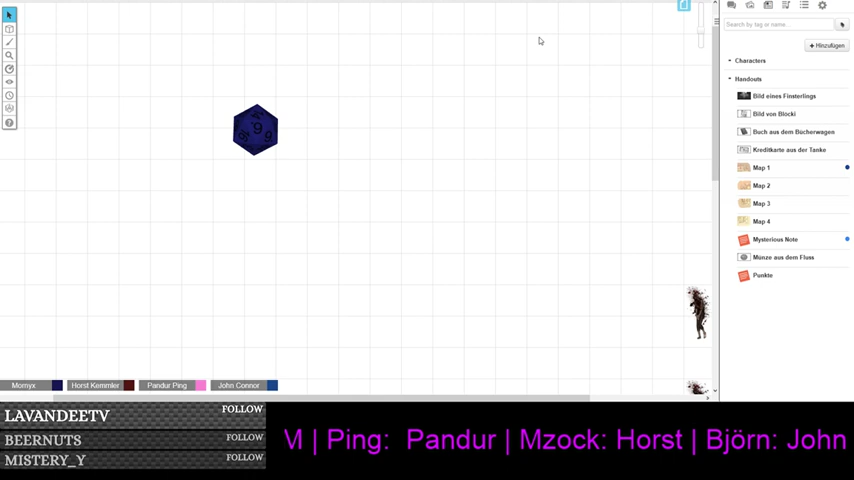 Search by tag or name...
+ Hinzufügen
Characters
Handouts
Bild eines Finsterlings
Bild von Blocki
Buch aus dem Bücherwagen
Kreditkarte aus der Tanke
Map 1
Map 2
Map 3
Map 4
Mysterious Note
Münze aus dem Fluss
Punkte
6
Mornyx
Horst Kemmler
Pandur Ping
John Connor
LAVANDEETV FOLLOW
BEERNUTS FOLLOW
MISTERY_Y FOLLOW
| Ping: Pandur | Mzock: Horst | Björn: John